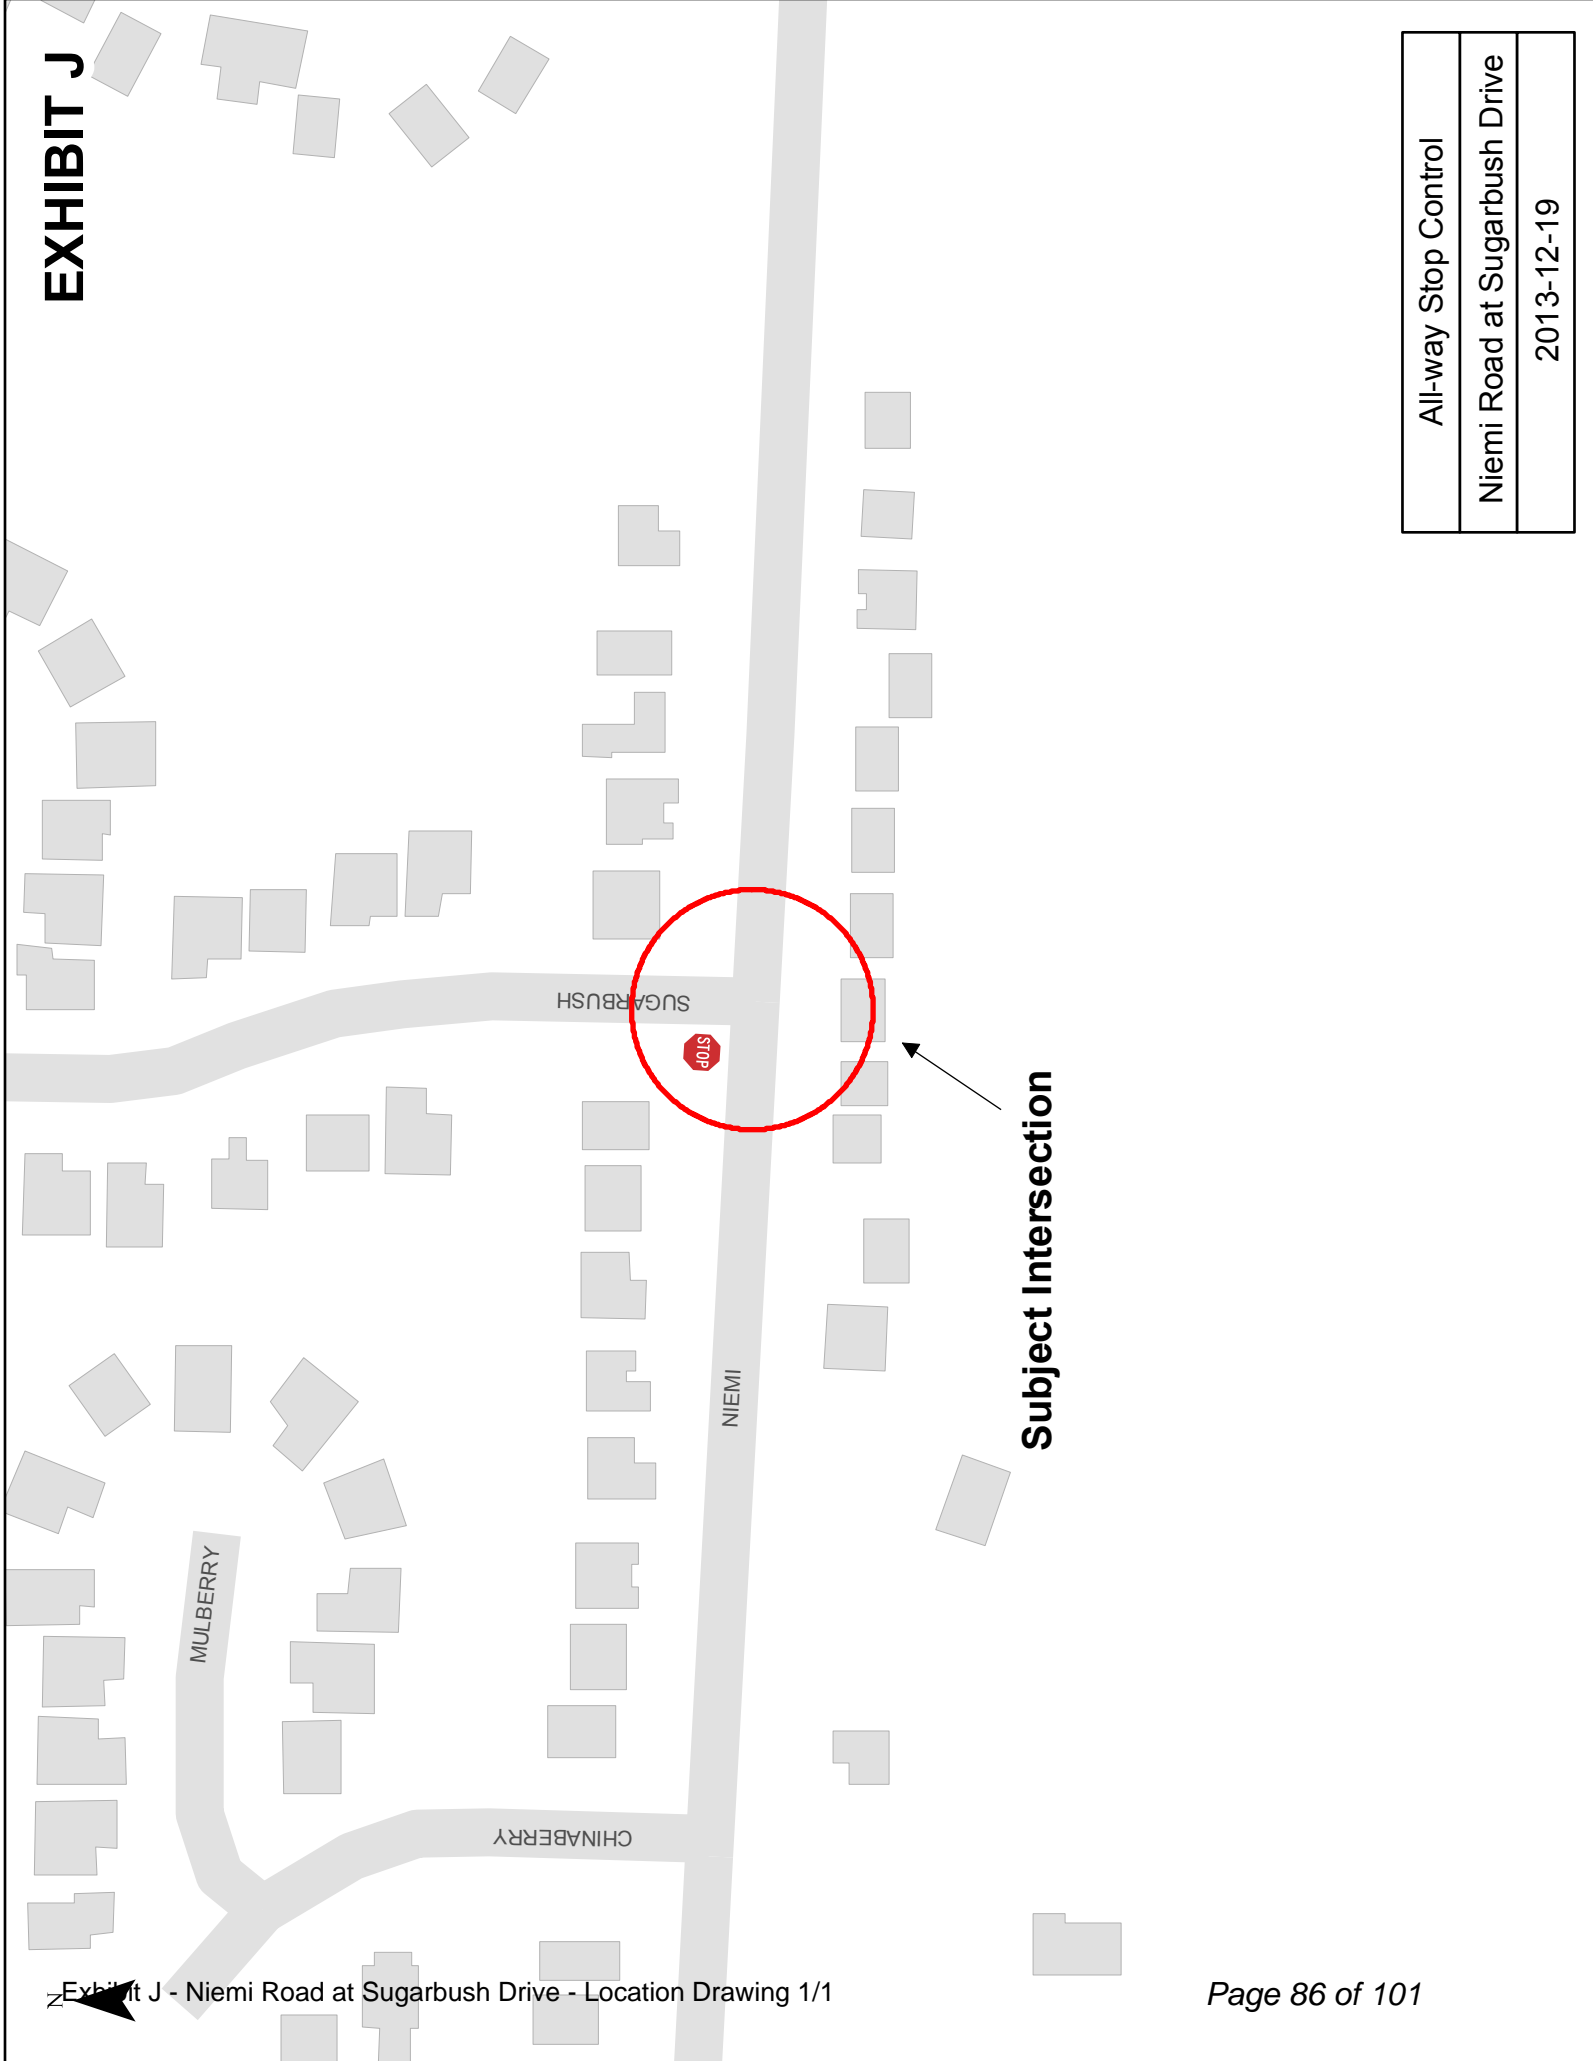 EXHIBIT J
All-way Stop Control
Niemi Road at Sugarbush Drive
2013-12-19
SUGARBUSH
STOP
Subject Intersection
NIEMI
MULBERRY
CHINABERRY
N
Exhibit J - Niemi Road at Sugarbush Drive - Location Drawing 1/1
Page 86 of 101